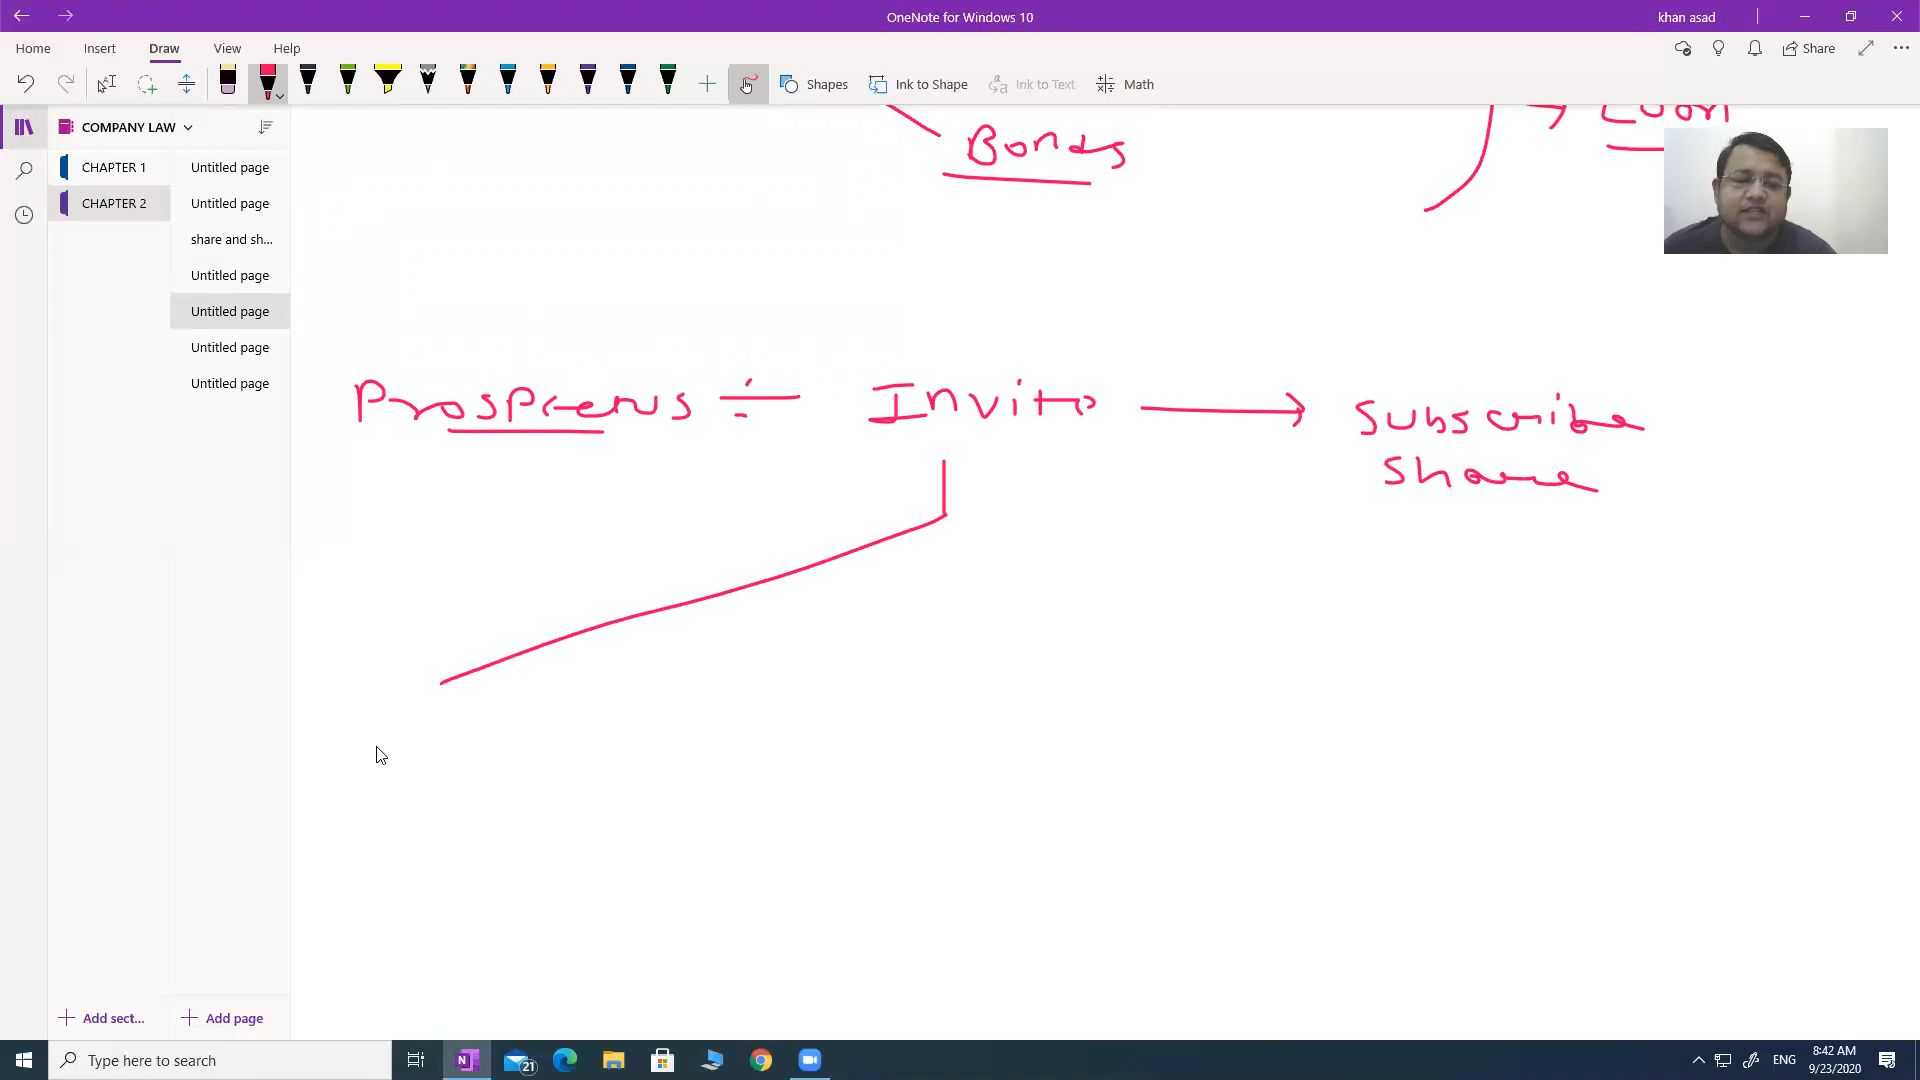 OneNote for Windows 10
khan asad
Home Insert Draw View Help
Share
Shapes Ink to Shape Ink to Text Math
COMPANY LAW
CHAPTER 1
CHAPTER 2
Untitled page
Untitled page
share and sh...
Untitled page
Untitled page
Untitled page
Untitled page
Bonds
Loan
Prospectus Invite Subscribe
Share
Add sect...
Add page
Type here to search
21
ENG
8:42 AM
9/23/2020